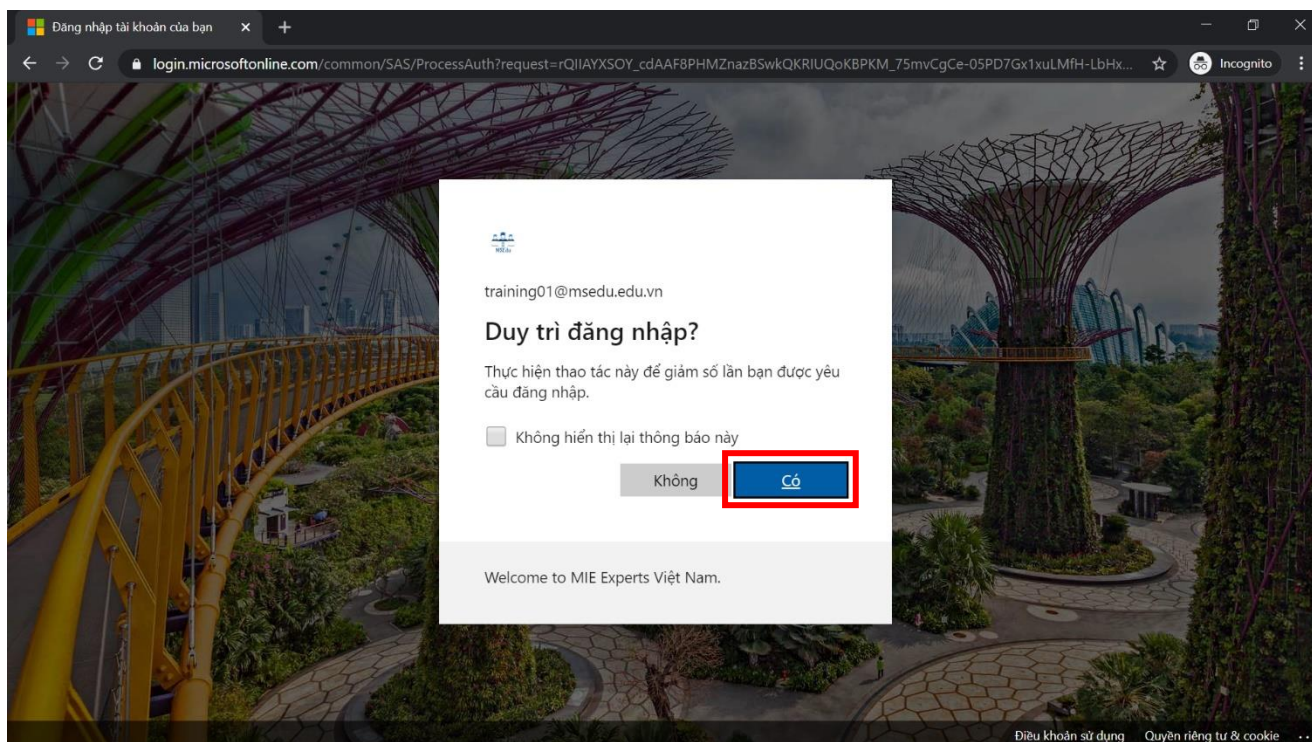 Đăng nhập tài khoản của bạn
login.microsoftonline.com/common/SAS/ProcessAuth?request=rQIIAYXSOY_cdAAF8PHMZnazBSwkQKRIUQoKBPKM_75mvCgCe-05PD7Gx1xuLMfH-LbHx...
Incognito
MSEdu
training01@msedu.edu.vn
Duy trì đăng nhập?
Thực hiện thao tác này để giảm số lần bạn được yêu
cầu đăng nhập.
Không hiển thị lại thông báo này
Không
Có
Welcome to MIE Experts Việt Nam.
Điều khoản sử dụng
Quyền riêng tư & cookie